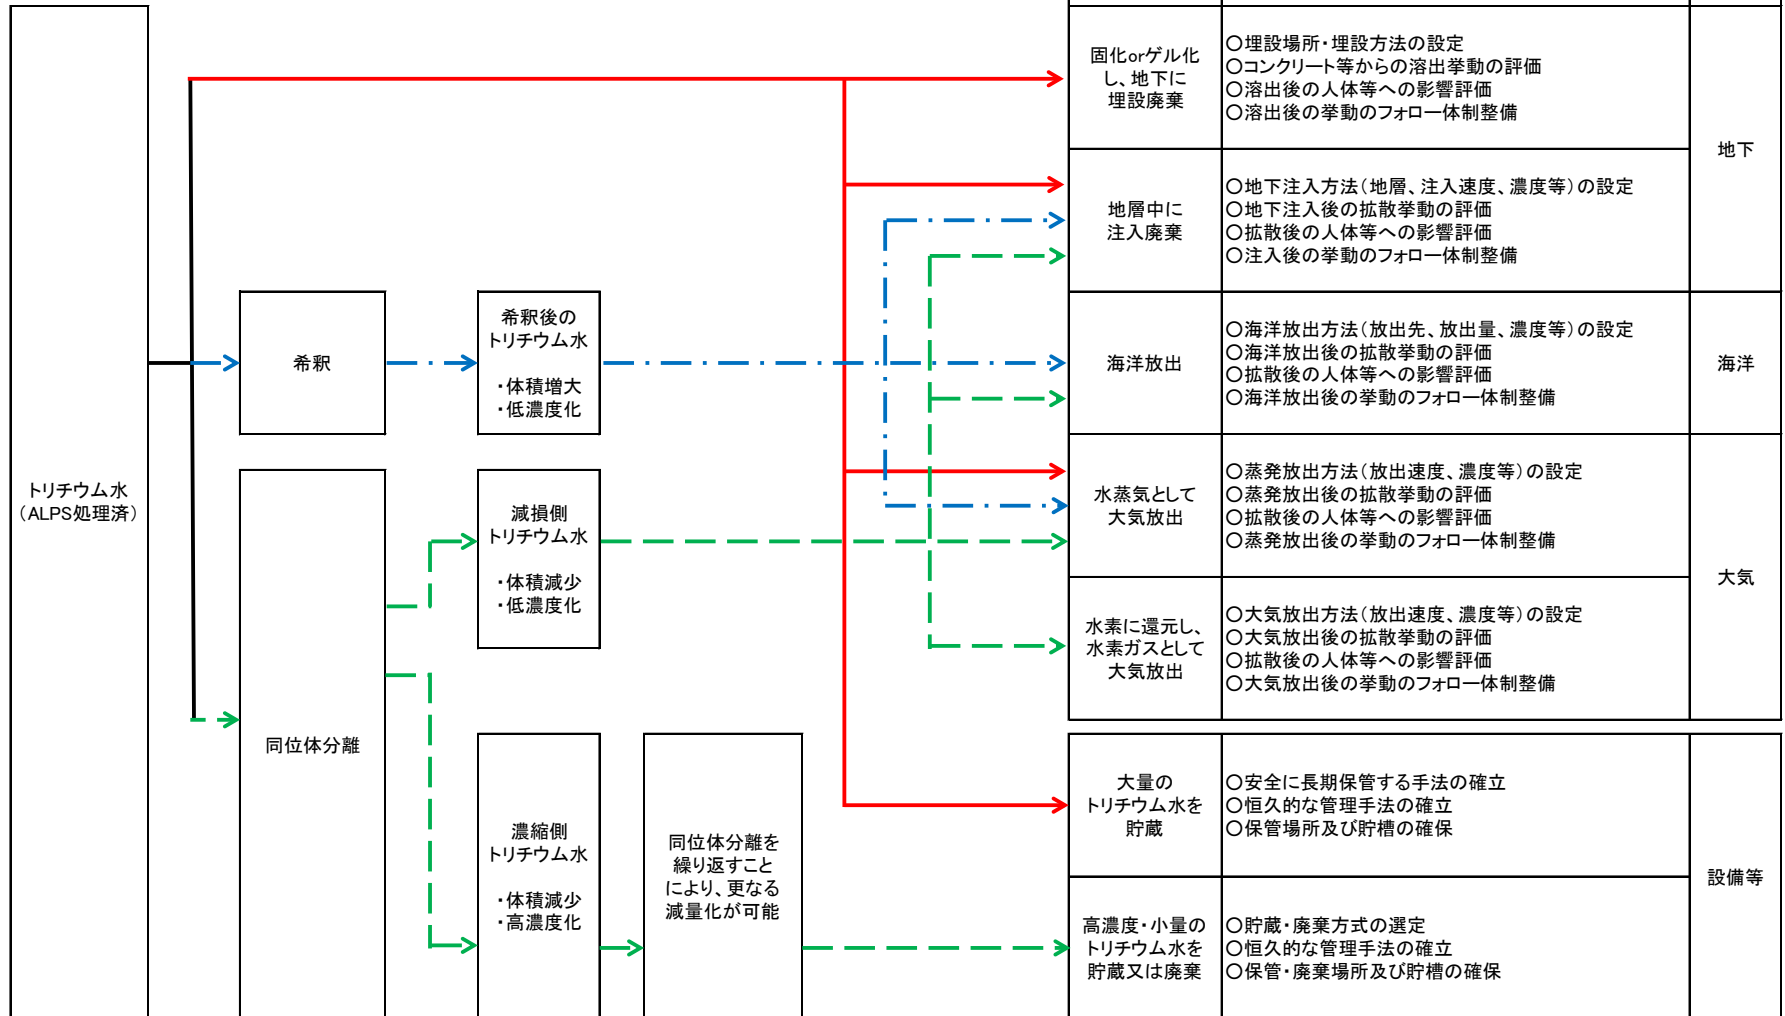 トリチウム水
（ALPS処理済）
希釈
希釈後の
トリチウム水
・体積増大
・低濃度化
同位体分離
減損側
トリチウム水
・体積減少
・低濃度化
濃縮側
トリチウム水
・体積減少
・高濃度化
同位体分離を
繰り返すこと
により、更なる
減量化が可能
固化orゲル化
し、地下に
埋設廃棄
〇埋設場所・埋設方法の設定
〇コンクリート等からの溶出挙動の評価
〇溶出後の人体等への影響評価
〇溶出後の挙動のフォロー体制整備
地下
地層中に
注入廃棄
〇地下注入方法（地層、注入速度、濃度等）の設定
〇地下注入後の拡散挙動の評価
〇拡散後の人体等への影響評価
〇注入後の挙動のフォロー体制整備
海洋放出
〇海洋放出方法（放出先、放出量、濃度等）の設定
〇海洋放出後の拡散挙動の評価
〇拡散後の人体等への影響評価
〇海洋放出後の挙動のフォロー体制整備
海洋
水蒸気として
大気放出
〇蒸発放出方法（放出速度、濃度等）の設定
〇蒸発放出後の拡散挙動の評価
〇拡散後の人体等への影響評価
〇蒸発放出後の挙動のフォロー体制整備
大気
水素に還元し、
水素ガスとして
大気放出
〇大気放出方法（放出速度、濃度等）の設定
〇大気放出後の拡散挙動の評価
〇拡散後の人体等への影響評価
〇大気放出後の挙動のフォロー体制整備
大量の
トリチウム水を
貯蔵
〇安全に長期保管する手法の確立
〇恒久的な管理手法の確立
〇保管場所及び貯槽の確保
設備等
高濃度・小量の
トリチウム水を
貯蔵又は廃棄
〇貯蔵・廃棄方式の選定
〇恒久的な管理手法の確立
〇保管・廃棄場所及び貯槽の確保